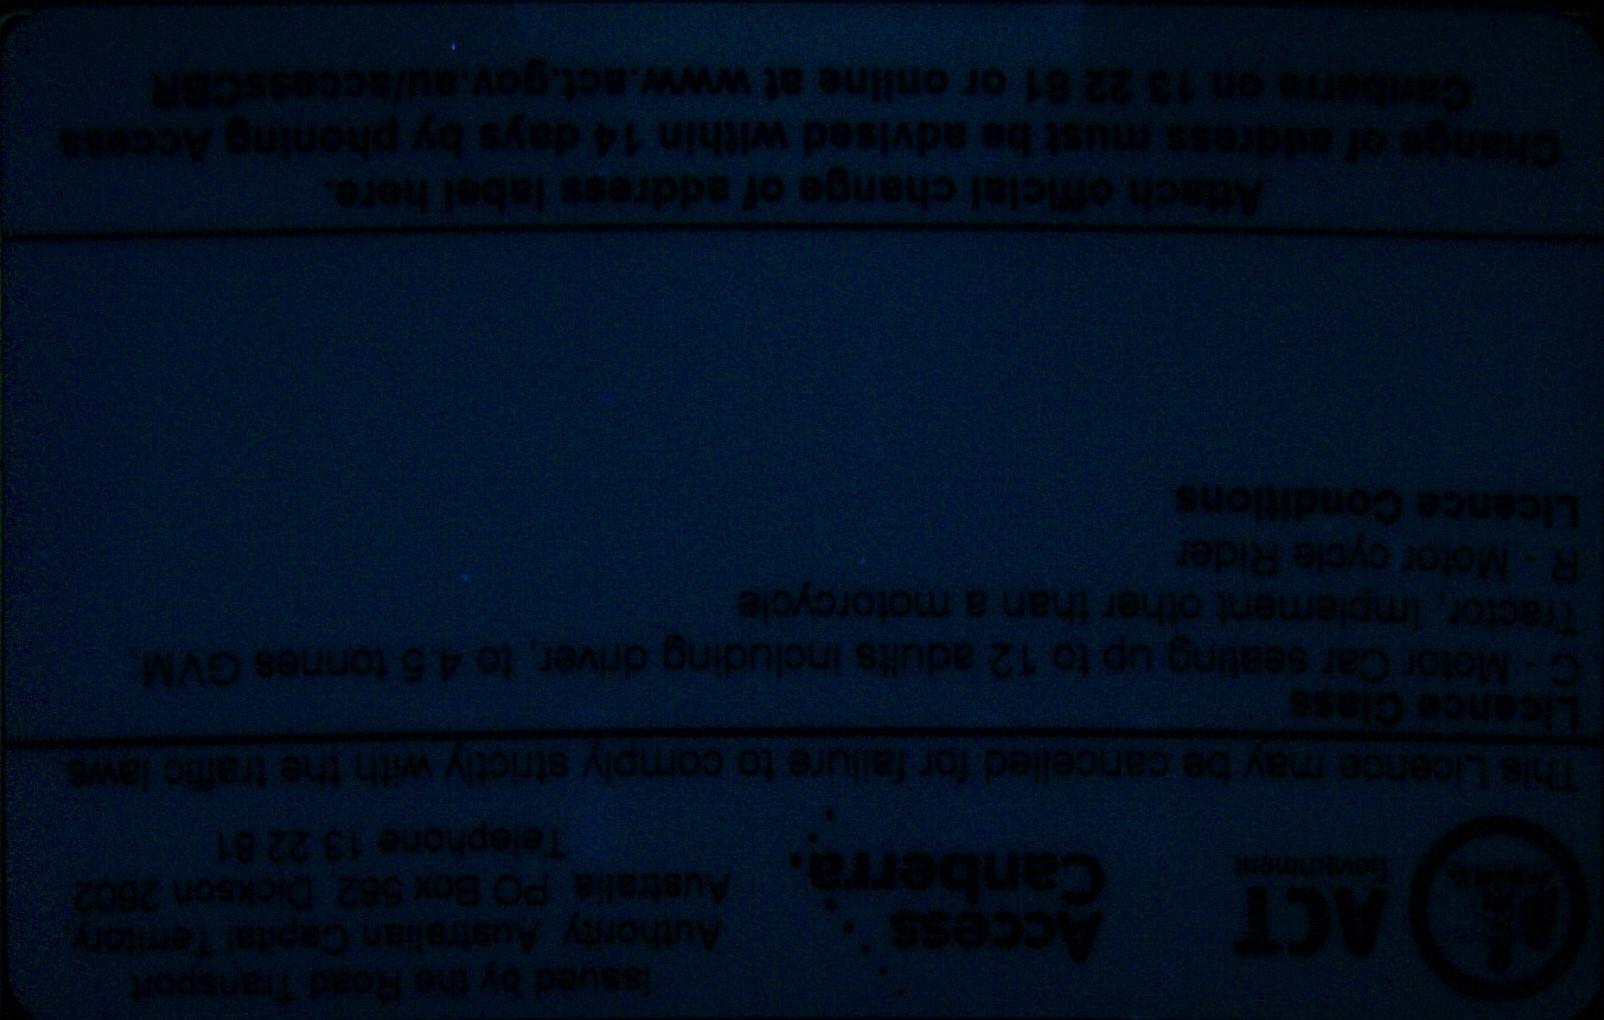 ACT
Government
Access
Canberra.
Issued by the Road Transport
Authority Australian Capital Territory,
Australia PO Box 582 Dickson 2602
Telephone 13 22 81
This Licence may be cancelled for failure to comply strictly with the traffic laws
Licence Class
C - Motor Car seating up to 12 adults including driver, to 4.5 tonnes GVM,
Tractor, Implement other than a motorcycle
R - Motor cycle Rider
Licence Conditions
Attach official change of address label here.
Change of address must be advised within 14 days by phoning Access
Canberra on 13 22 81 or online at www.act.gov.au/accessCBR